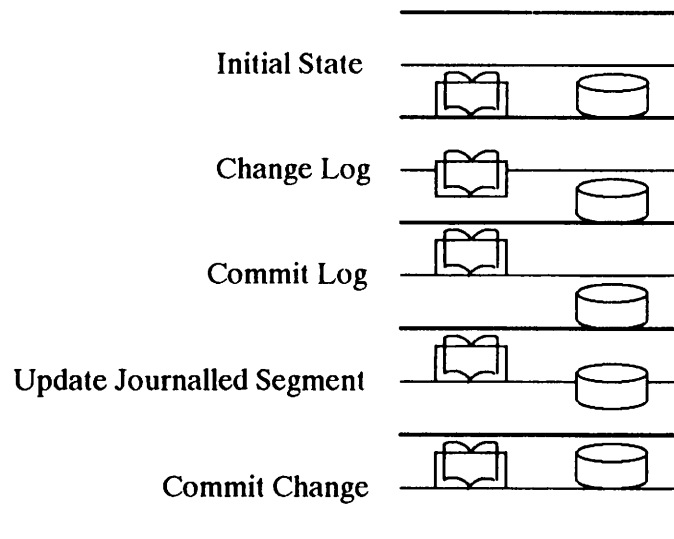 Initial State
Change Log
Commit Log
Update Journalled Segment
Commit Change